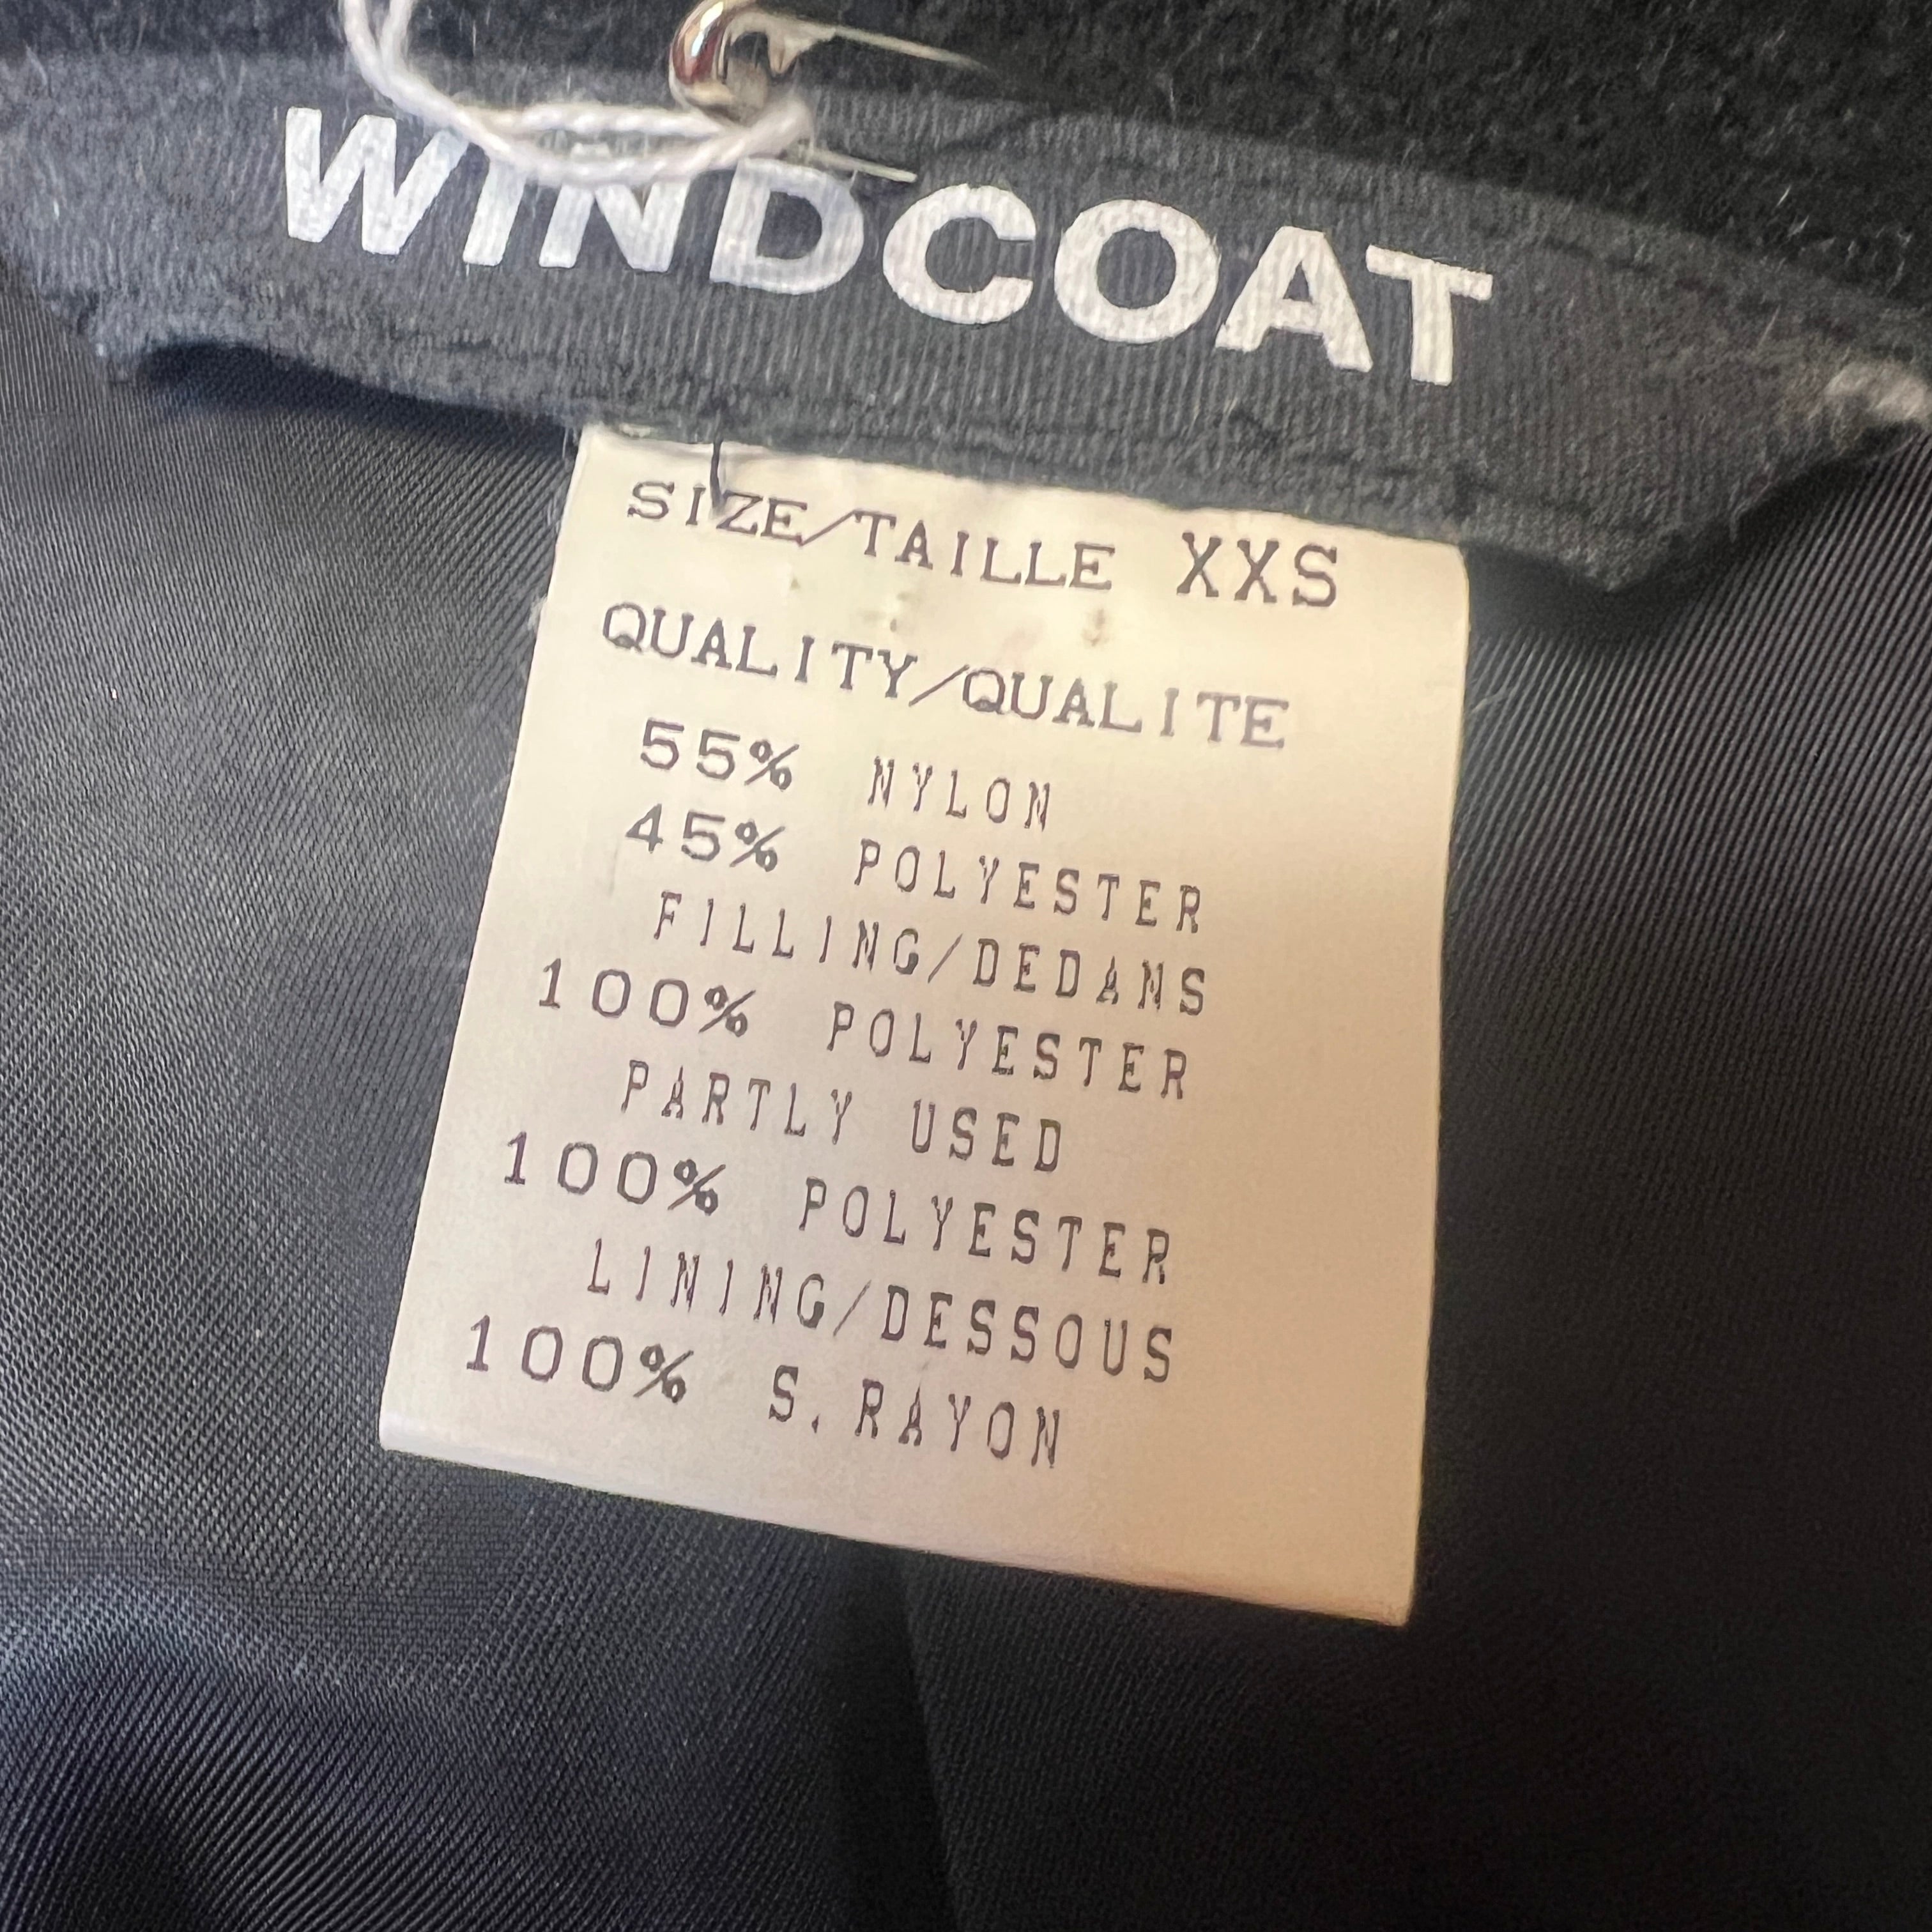 WINDCOAT
SIZE/TAILLE XXS
QUALITY/QUALITE
55% NYLON
45% POLYESTER
FILLING/DEDANS
100% POLYESTER
PARTLY USED
100% POLYESTER
LINING/DESSOUS
100% S.RAYON